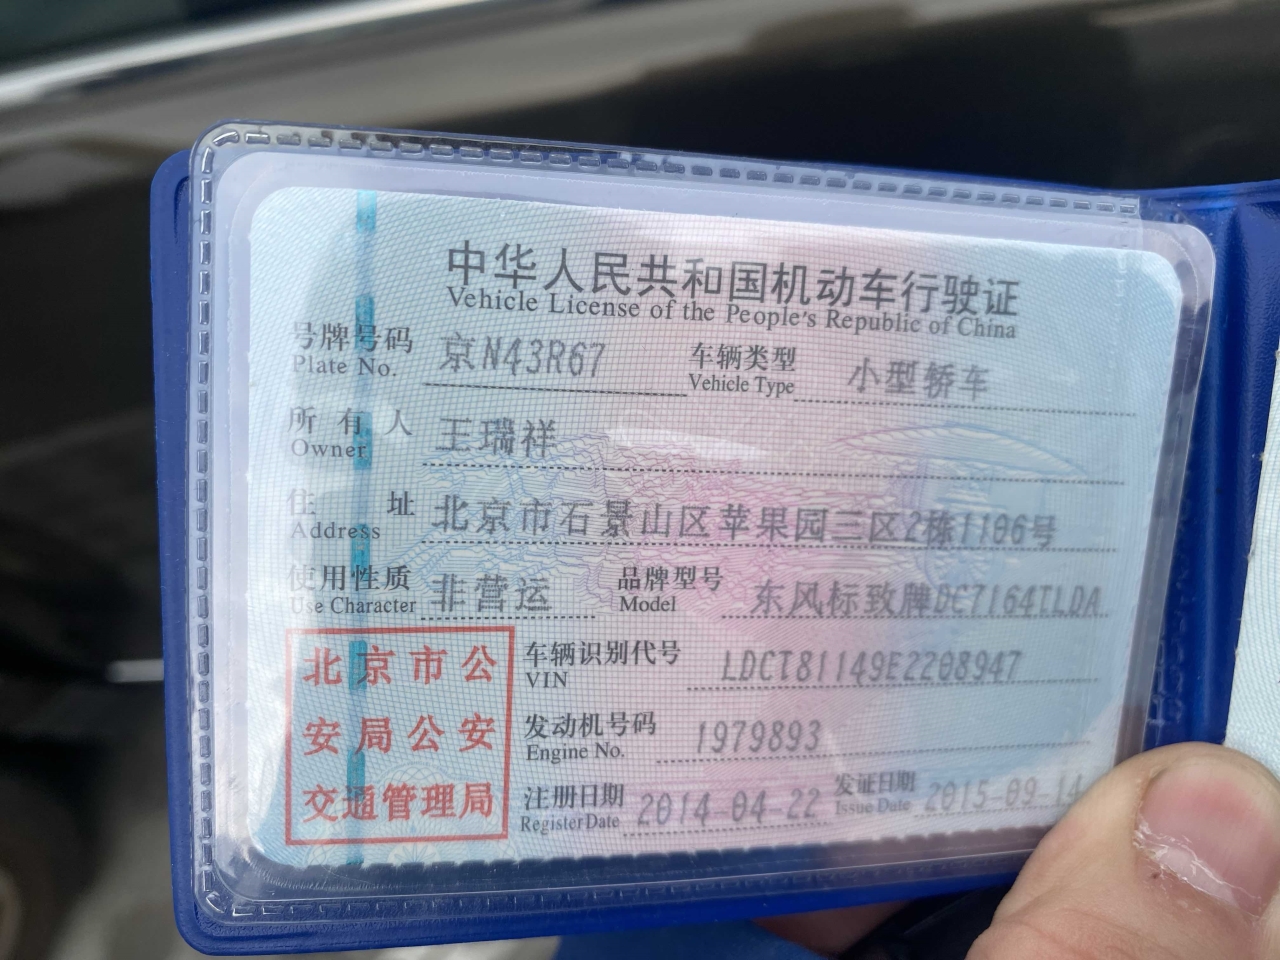 中华人民共和国机动车行驶证
Vehicle License of the People's Republic of China
号牌号码 京N43R67 车辆类型 小型轿车
Plate No. Vehicle Type
所有人 王瑞祥
Owner
住址 北京市石景山区苹果园三区2栋1106号
Address
使用性质 非营运 品牌型号 东风标致牌DC7164TLDA
Use Character Model
北京市公
安局公安
交通管理局
车辆识别代号 LDCT81149E2208947
VIN
发动机号码 1979893
Engine No.
注册日期 2014-04-22 发证日期 2015-09-14
Register Date Issue Date